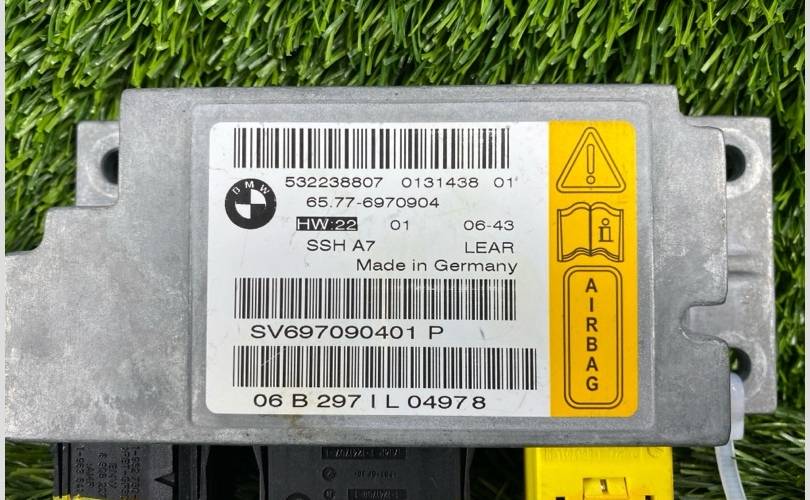 BMW
532238807 0131438 01
65.77-6970904
HW:22 01 06-43
SSH A7 LEAR
Made in Germany
SV697090401 P
06 B 297 I L 04978
i
AIRBAG